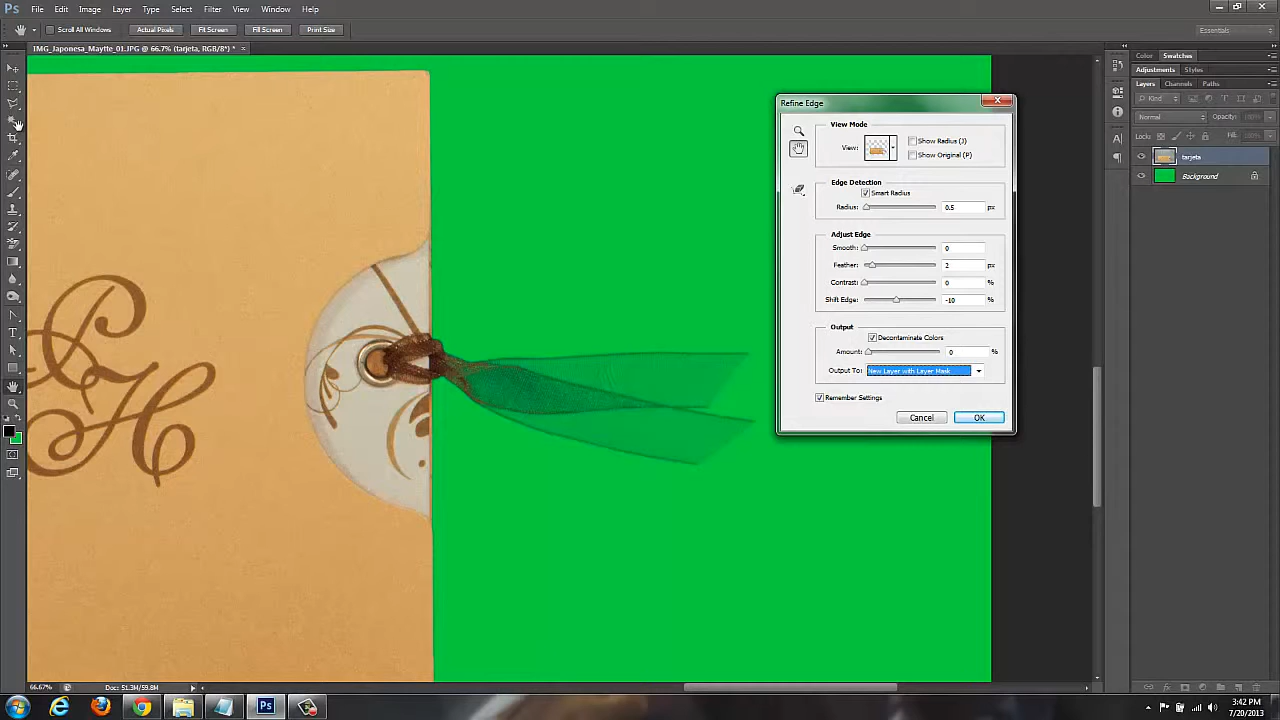 Ps File Edit Image Layer Type Select Filter View Window Help
Scroll All Windows Actual Pixels Fit Screen Fill Screen Print Size Essentials
IMG_Japonesa_Maytte_01.JPG @ 66.7% (tarjeta, RGB/8*) * ×
Color Swatches
Adjustments Styles
Layers Channels Paths
Kind
Normal Opacity:
Lock: Fill:
tarjeta
Background
Refine Edge
View Mode
View: Show Radius (J)
Show Original (P)
Edge Detection
Smart Radius
Radius: 0.5 px
Adjust Edge
Smooth: 0
Feather: 2 px
Contrast: 0 %
Shift Edge: -10 %
Output
Decontaminate Colors
Amount: 0 %
Output To: New Layer with Layer Mask
Remember Settings
Cancel OK
H
66.67% Doc: 51.3M/59.8M
Ps 3:42 PM
7/20/2013